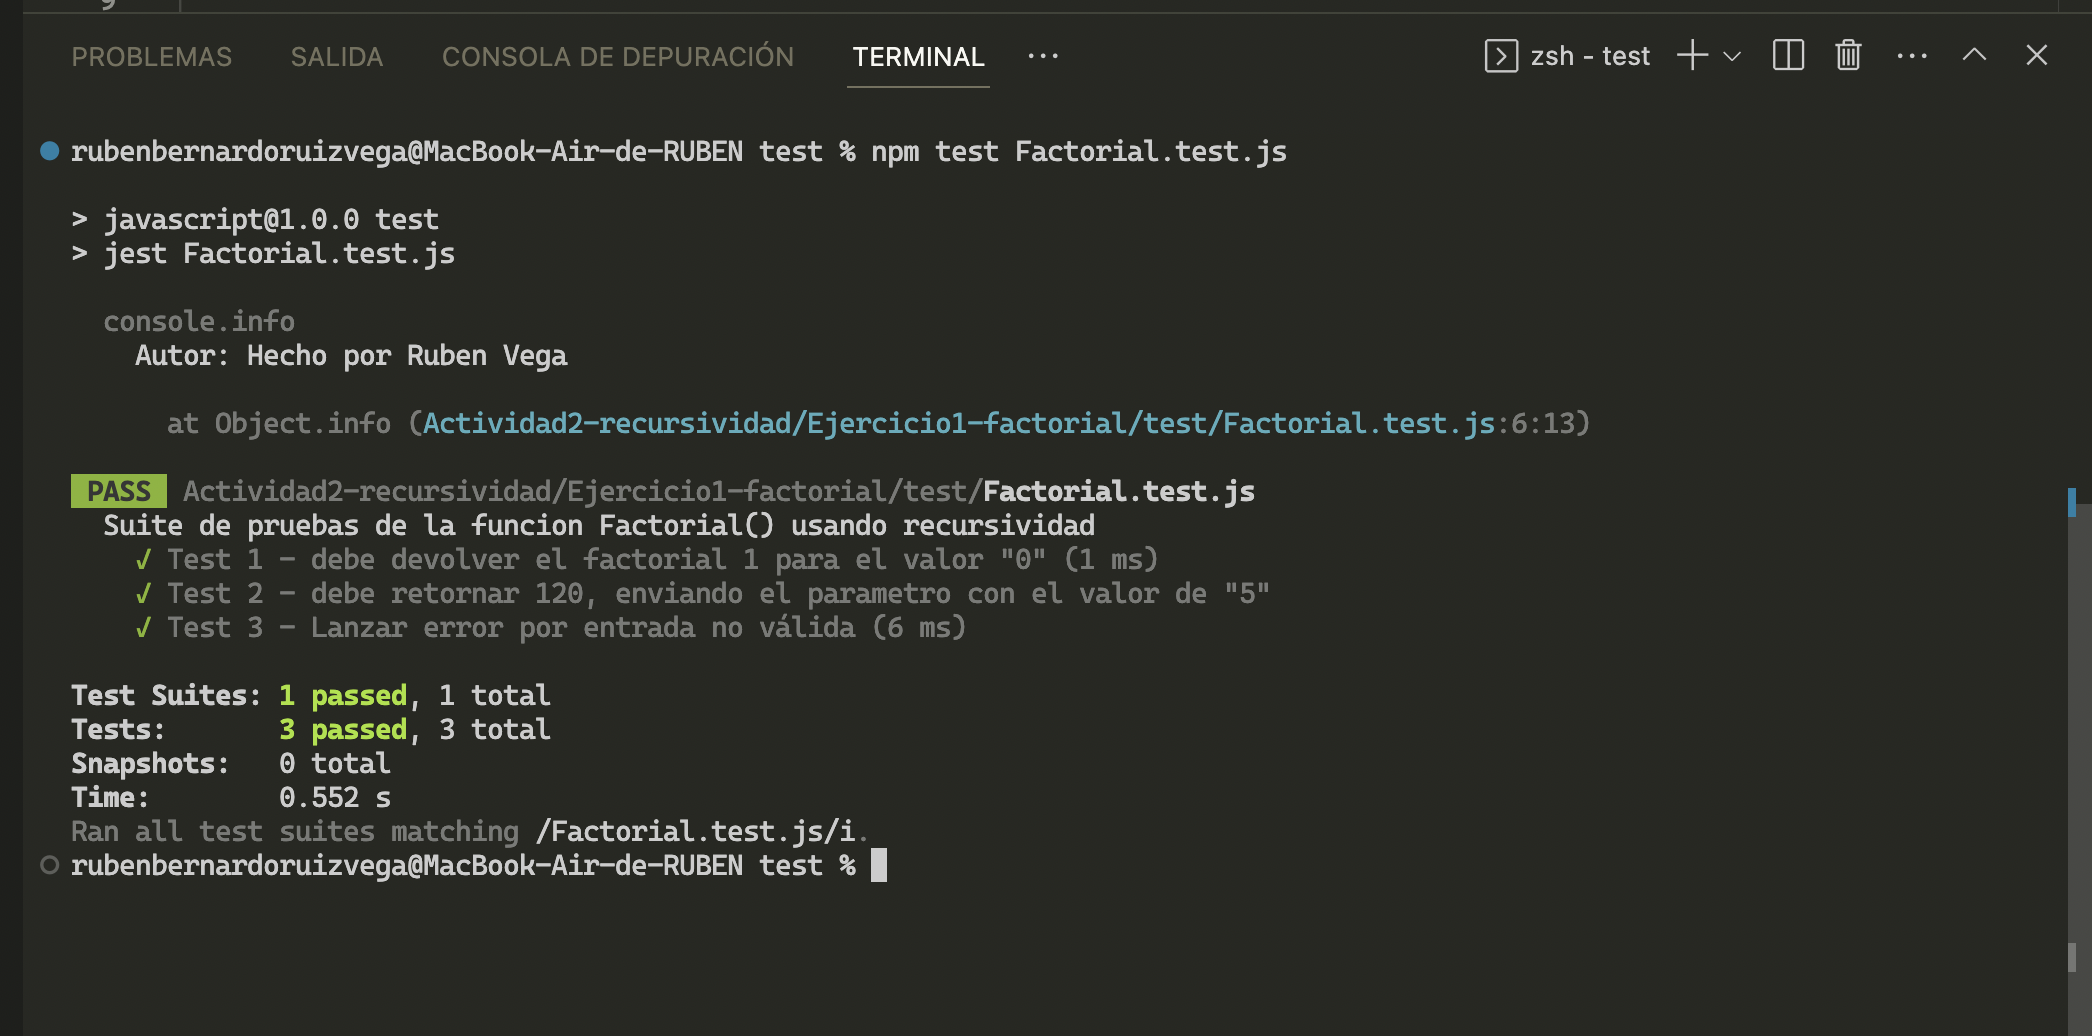 PROBLEMAS SALIDA CONSOLA DE DEPURACIÓN TERMINAL ··· zsh - test
rubenbernardoruizvega@MacBook-Air-de-RUBEN test % npm test Factorial.test.js
> javascript@1.0.0 test
> jest Factorial.test.js
console.info
Autor: Hecho por Ruben Vega
at Object.info (Actividad2-recursividad/Ejercicio1-factorial/test/Factorial.test.js:6:13)
PASS Actividad2-recursividad/Ejercicio1-factorial/test/Factorial.test.js
Suite de pruebas de la funcion Factorial() usando recursividad
√ Test 1 - debe devolver el factorial 1 para el valor "0" (1 ms)
√ Test 2 - debe retornar 120, enviando el parametro con el valor de "5"
√ Test 3 - Lanzar error por entrada no válida (6 ms)
Test Suites: 1 passed, 1 total
Tests: 3 passed, 3 total
Snapshots: 0 total
Time: 0.552 s
Ran all test suites matching /Factorial.test.js/i.
rubenbernardoruizvega@MacBook-Air-de-RUBEN test %